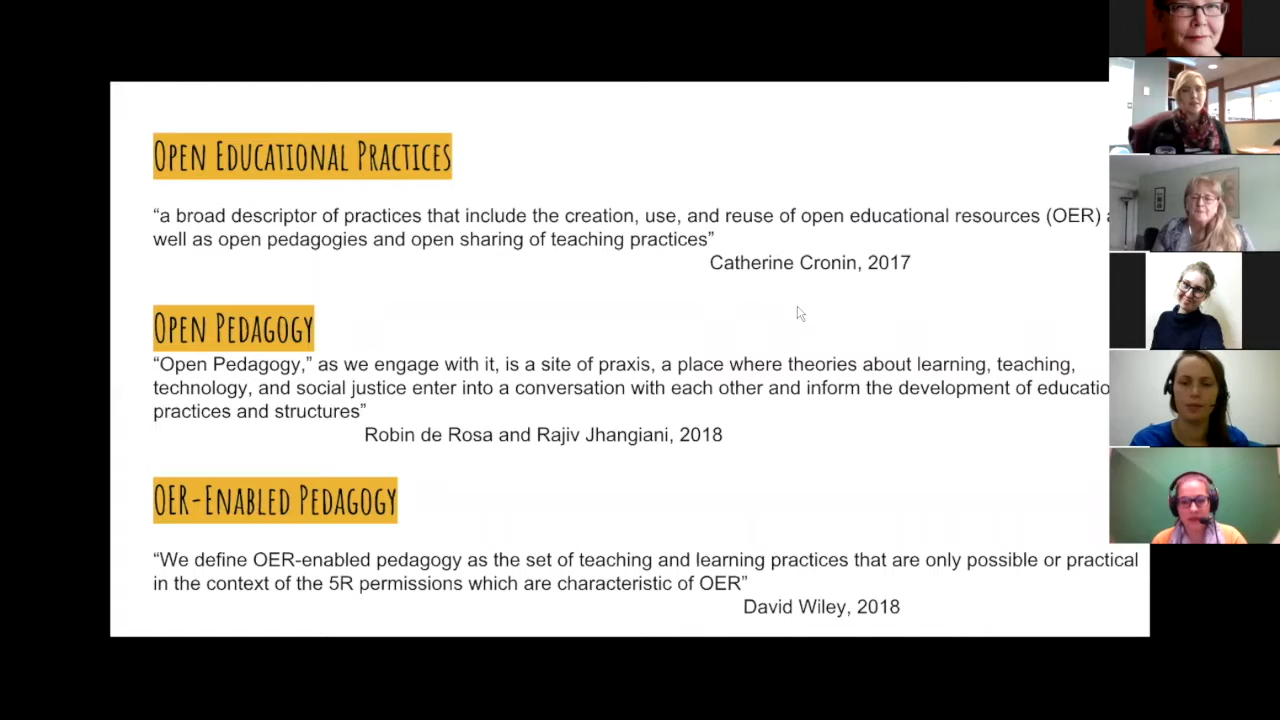 OPEN EDUCATIONAL PRACTICES
“a broad descriptor of practices that include the creation, use, and reuse of open educational resources (OER)
well as open pedagogies and open sharing of teaching practices”
Catherine Cronin, 2017
OPEN PEDAGOGY
“Open Pedagogy,” as we engage with it, is a site of praxis, a place where theories about learning, teaching,
technology, and social justice enter into a conversation with each other and inform the development of
practices and structures”
Robin de Rosa and Rajiv Jhangiani, 2018
OER-ENABLED PEDAGOGY
“We define OER-enabled pedagogy as the set of teaching and learning practices that are only possible or practical
in the context of the 5R permissions which are characteristic of OER”
David Wiley, 2018